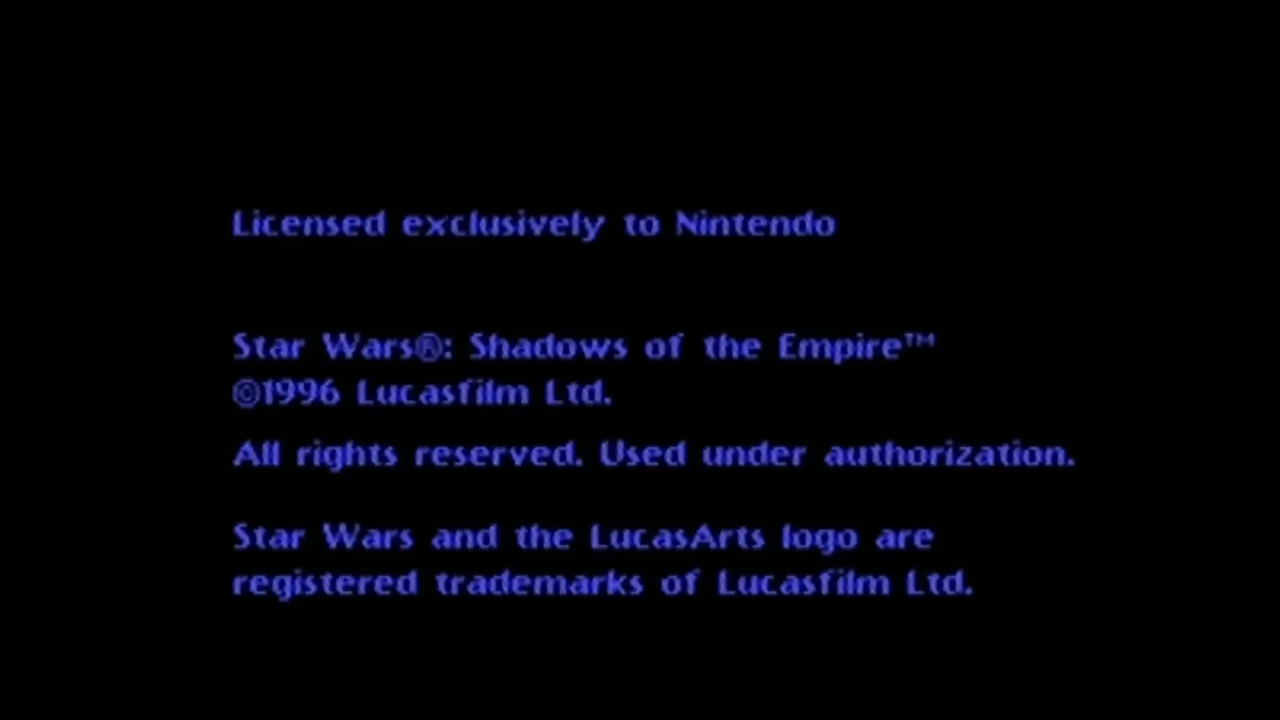 Licensed exclusively to Nintendo
Star Wars®: Shadows of the Empire™
©1996 Lucasfilm Ltd.
All rights reserved. Used under authorization.
Star Wars and the LucasArts logo are
registered trademarks of Lucasfilm Ltd.